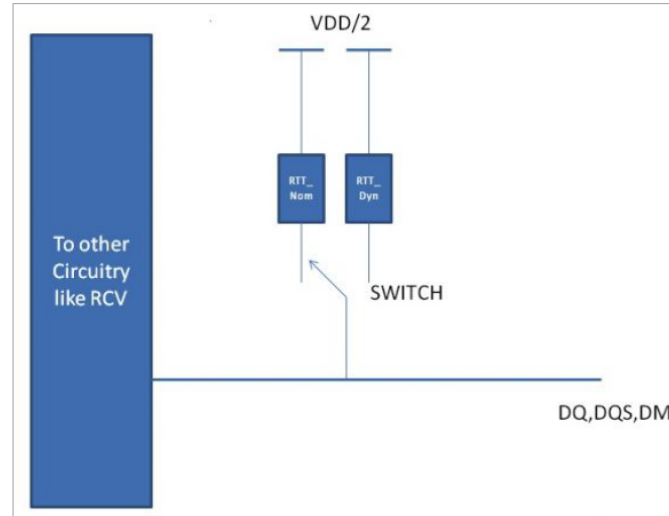 VDD/2
RTT_
Nom
RTT_
Dyn
To other
Circuitry
like RCV
SWITCH
DQ,DQS,DM